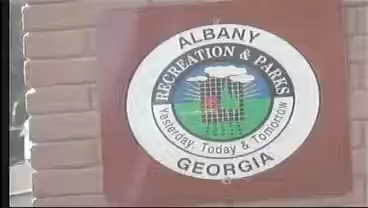 ALBANY
RECREATION & PARKS
Yesterday, Today & Tomorrow
GEORGIA